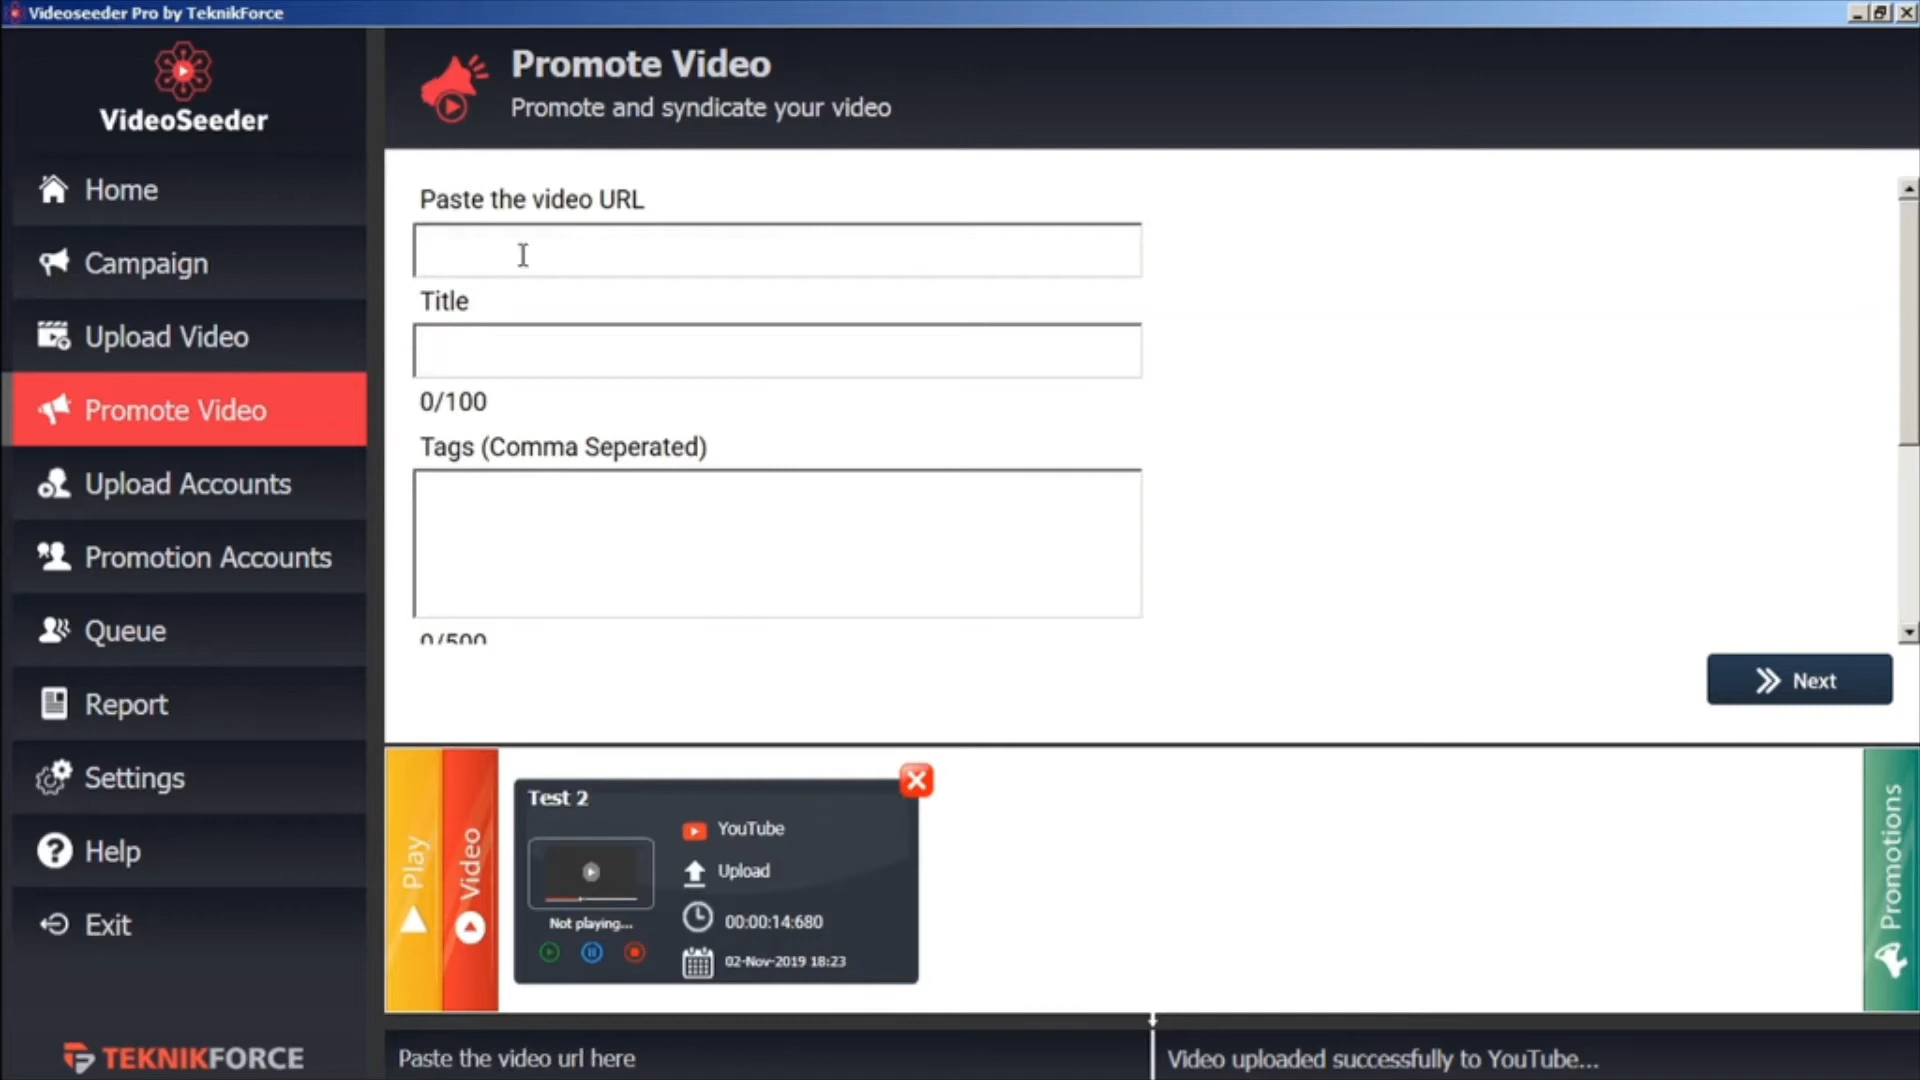 Videoseeder Pro by TeknikForce
VideoSeeder
Home
Campaign
Upload Video
Promote Video
Upload Accounts
Promotion Accounts
Queue
Report
Settings
Help
Exit
TEKNIKFORCE
Promote Video
Promote and syndicate your video
Paste the video URL
Title
0/100
Tags (Comma Seperated)
0/500
Next
Play
Video
Test 2
YouTube
Upload
Not playing...
00:00:14:680
02-Nov-2019 18:23
Promotions
Paste the video url here
Video uploaded successfully to YouTube...